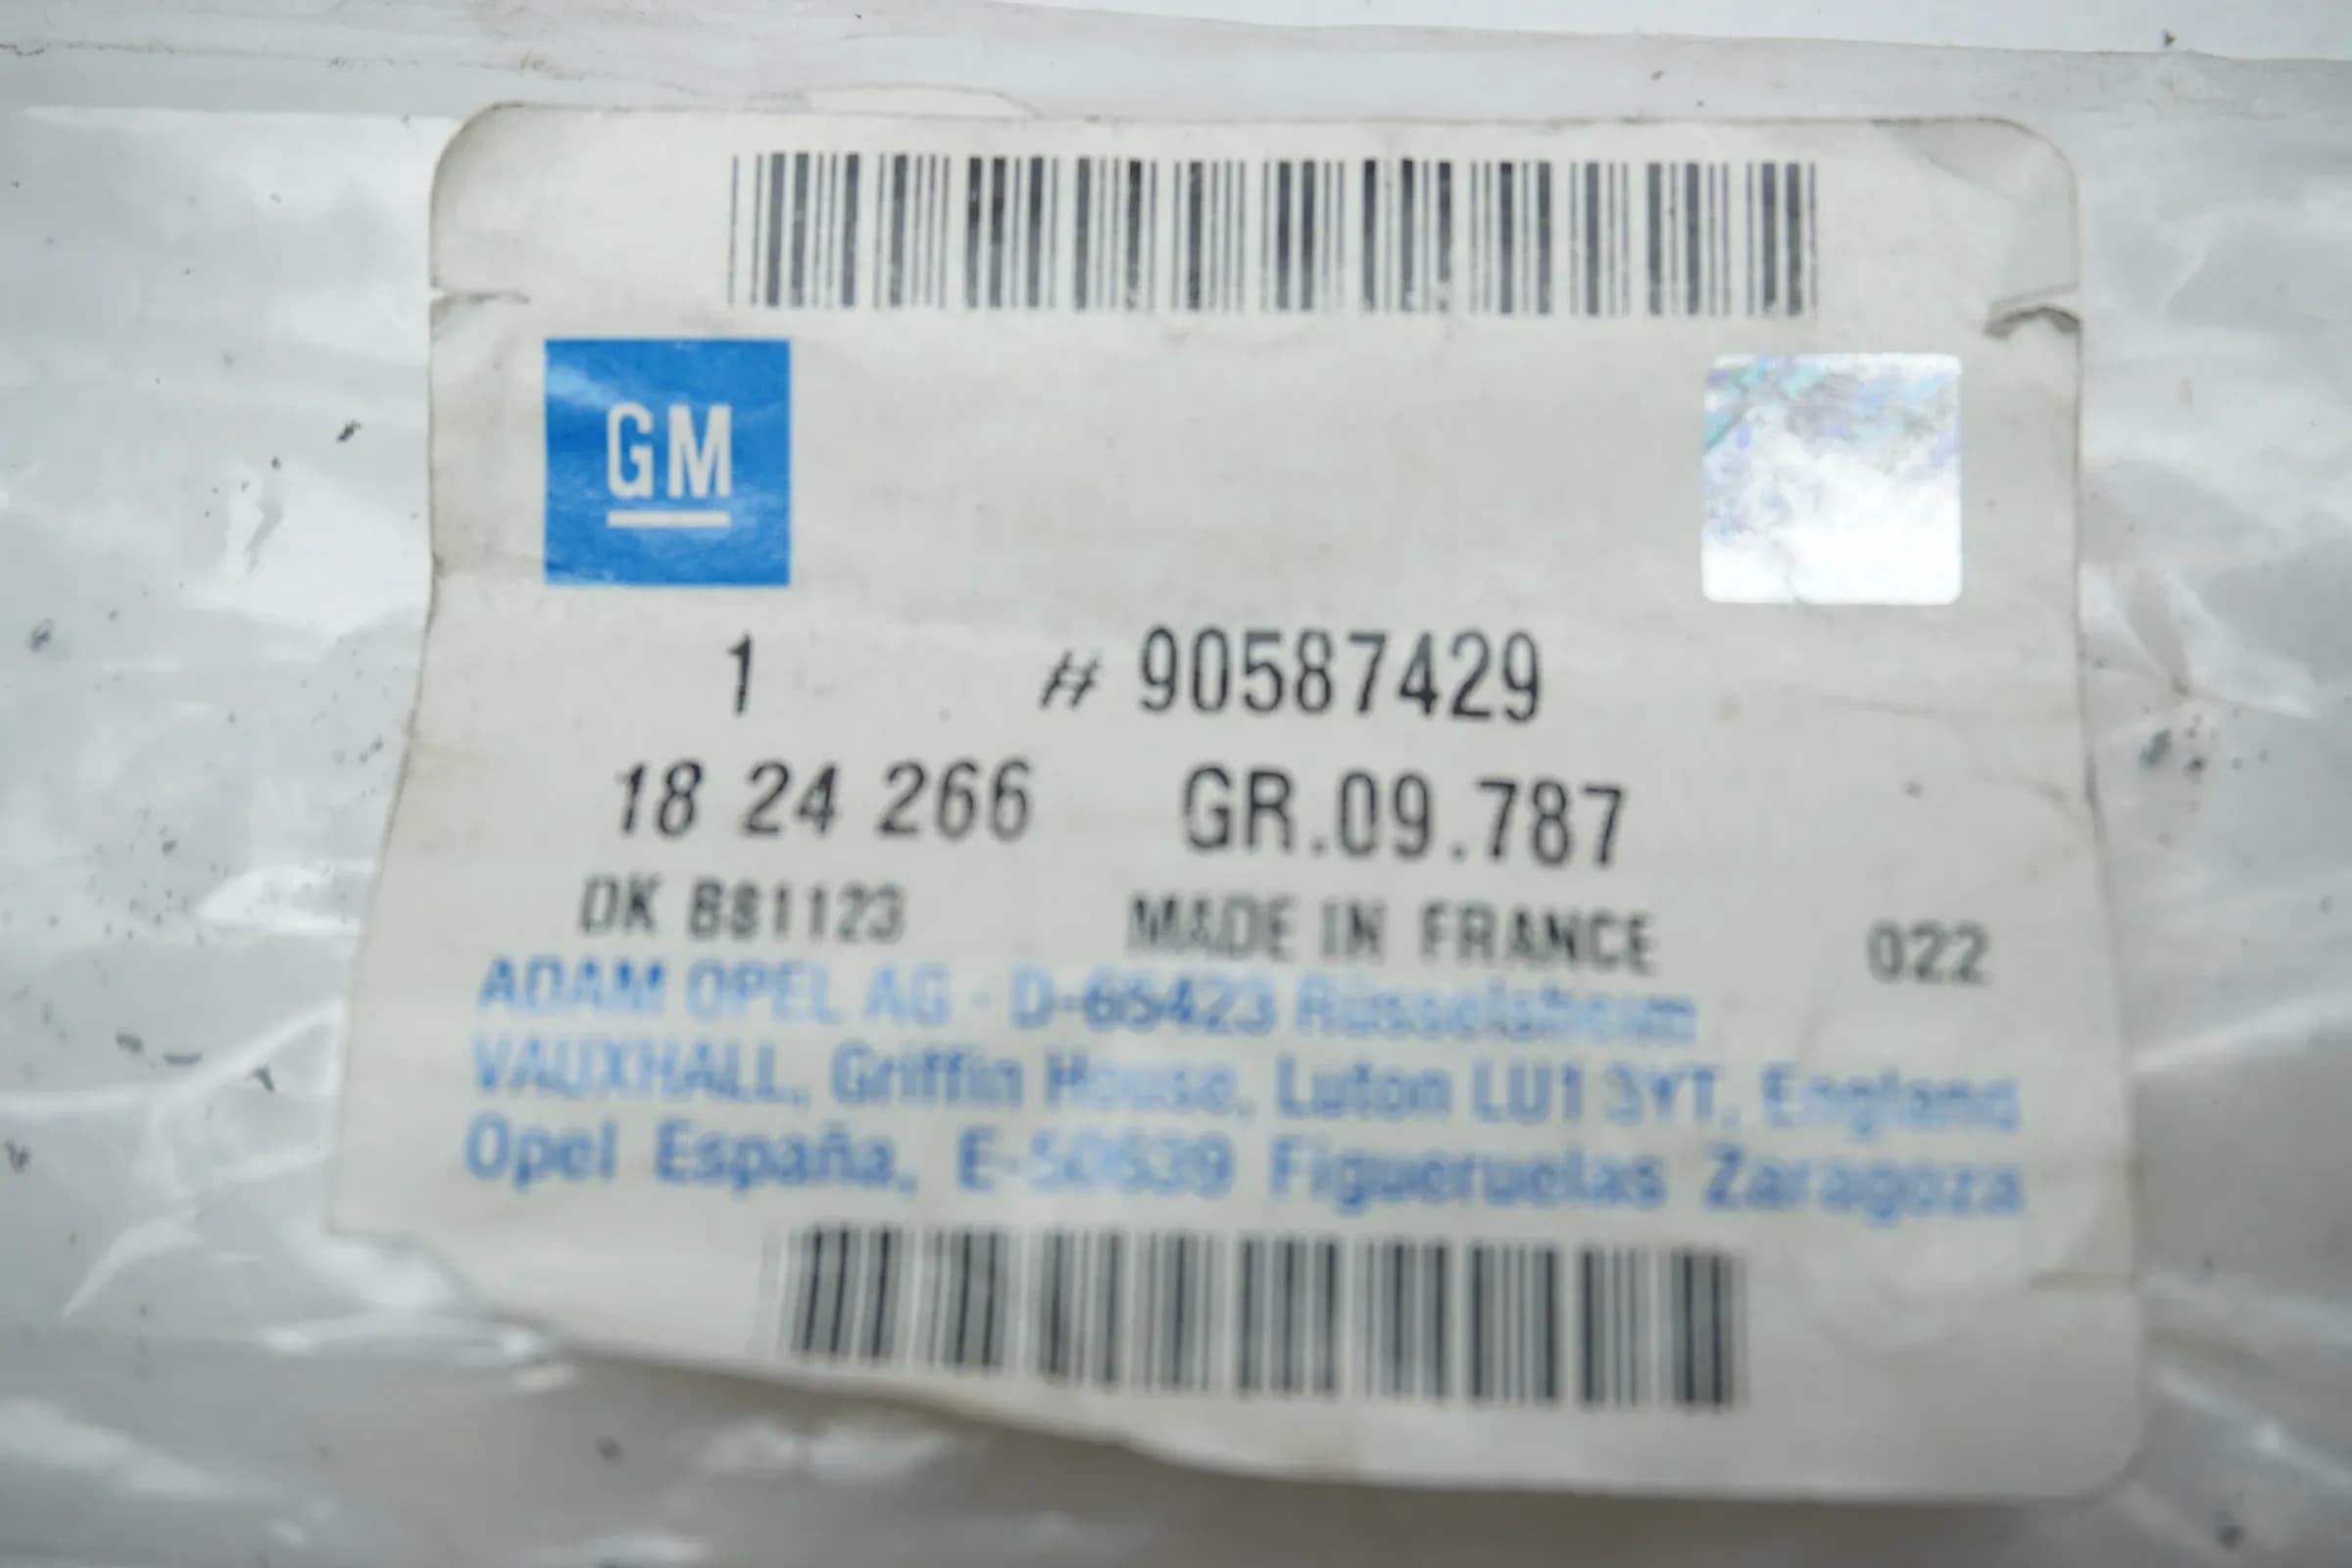 GM
1 # 90587429
18 24 266 GR.09.787
DK B81123 MADE IN FRANCE 022
ADAM OPEL AG - D-65423 Rüsselsheim
VAUXHALL, Griffin House, Luton LU1 3YT, England
Opel España, E-50639 Figueruelas Zaragoza